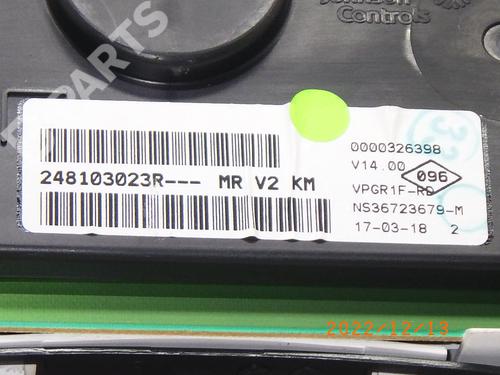 Johnson
Controls
B-PARTS
0000326398
V14.00
096
248103023R--- MR V2 KM
VPGR1F-RD
NS36723679-M
17-03-18 2
2022/12/13